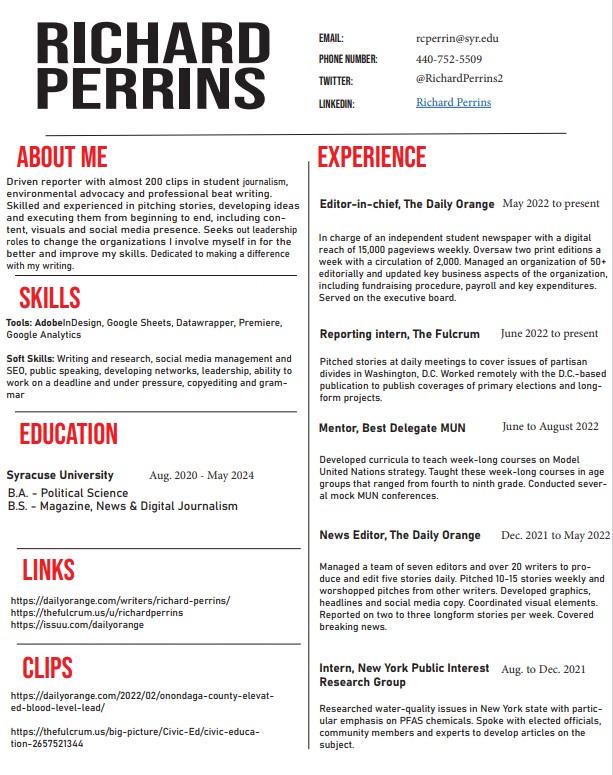 RICHARD
PERRINS
EMAIL: rcperrin@syr.edu
PHONE NUMBER: 440-752-5509
TWITTER: @RichardPerrins2
LINKEDIN: Richard Perrins
ABOUT ME
Driven reporter with almost 200 clips in student journalism,
environmental advocacy and professional beat writing.
Skilled and experienced in pitching stories, developing ideas
and executing them from beginning to end, including con-
tent, visuals and social media presence. Seeks out leadership
roles to change the organizations I involve myself in for the
better and improve my skills. Dedicated to making a difference
with my writing.
SKILLS
Tools: AdobeInDesign, Google Sheets, Datawrapper, Premiere,
Google Analytics
Soft Skills: Writing and research, social media management and
SEO, public speaking, developing networks, leadership, ability to
work on a deadline and under pressure, copyediting and gram-
mar
EDUCATION
Syracuse University Aug. 2020 - May 2024
B.A. - Political Science
B.S. - Magazine, News & Digital Journalism
LINKS
https://dailyorange.com/writers/richard-perrins/
https://thefulcrum.us/u/richardperrins
https://issuu.com/dailyorange
CLIPS
https://dailyorange.com/2022/02/onondaga-county-elevat-
ed-blood-level-lead/
https://thefulcrum.us/big-picture/Civic-Ed/civic-educa-
tion-2657521344
EXPERIENCE
Editor-in-chief, The Daily Orange May 2022 to present
In charge of an independent student newspaper with a digital
reach of 15,000 pageviews weekly. Oversaw two print editions a
week with a circulation of 2,000. Managed an organization of 50+
editorially and updated key business aspects of the organization,
including fundraising procedure, payroll and key expenditures.
Served on the executive board.
Reporting intern, The Fulcrum June 2022 to present
Pitched stories at daily meetings to cover issues of partisan
divides in Washington, D.C. Worked remotely with the D.C.-based
publication to publish coverages of primary elections and long-
form projects.
Mentor, Best Delegate MUN June to August 2022
Developed curricula to teach week-long courses on Model
United Nations strategy. Taught these week-long courses in age
groups that ranged from fourth to ninth grade. Conducted sever-
al mock MUN conferences.
News Editor, The Daily Orange Dec. 2021 to May 2022
Managed a team of seven editors and over 20 writers to pro-
duce and edit five stories daily. Pitched 10-15 stories weekly and
worshopped pitches from other writers. Developed graphics,
headlines and social media copy. Coordinated visual elements.
Reported on two to three longform stories per week. Covered
breaking news.
Intern, New York Public Interest Aug. to Dec. 2021
Research Group
Researched water-quality issues in New York state with partic-
ular emphasis on PFAS chemicals. Spoke with elected officials,
community members and experts to develop articles on the
subject.